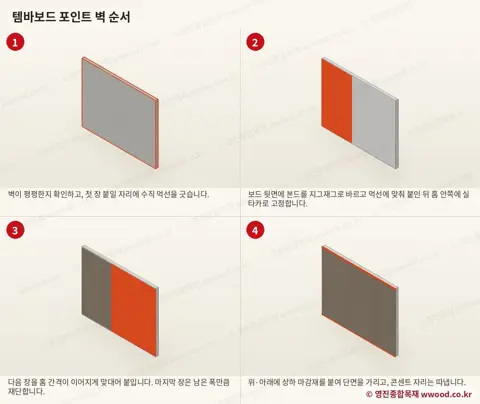 템바보드 포인트 벽 순서
1
2
벽이 평평한지 확인하고, 첫 장 붙일 자리에 수직 먹선을 긋습니다.
보드 뒷면에 본드를 지그재그로 바르고 먹선에 맞춰 붙인 뒤 홈 안쪽에 실
타카로 고정합니다.
3
4
다음 장을 홈 간격이 이어지게 맞대어 붙입니다. 마지막 장은 남은 폭만큼
재단합니다.
위·아래에 상하 마감재를 붙여 단면을 가리고, 콘센트 자리는 따냅니다.
© 영진종합목재 wwood.co.kr